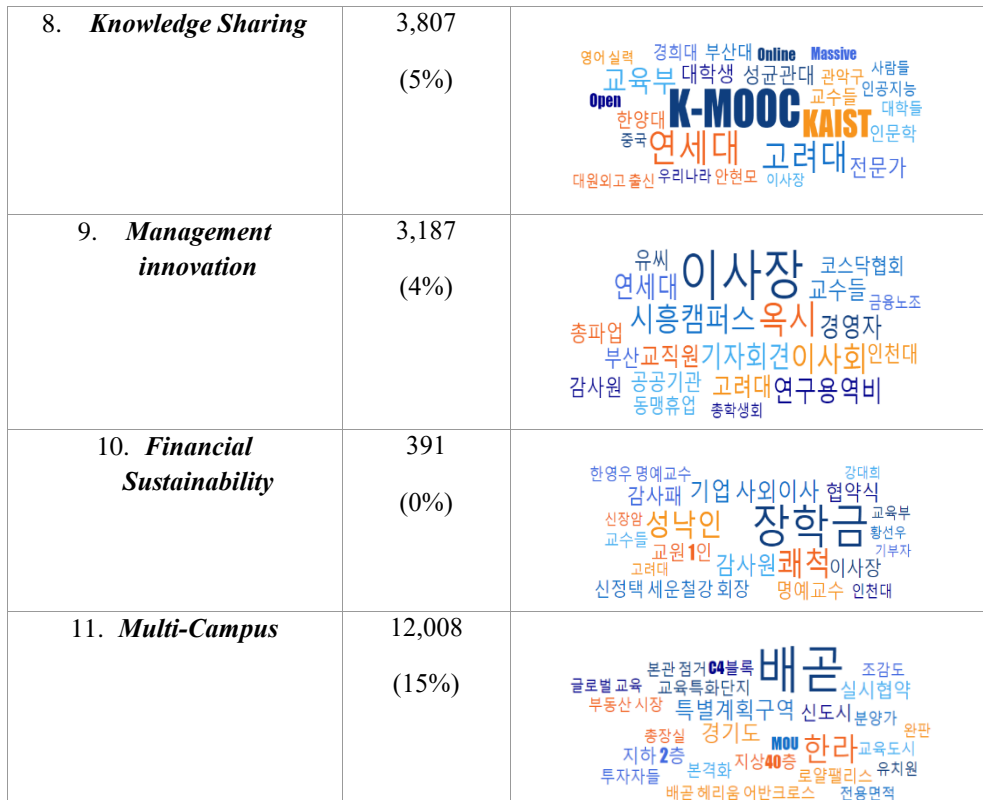 8. Knowledge Sharing
3,807
(5%)
영어 실력 경희대 부산대 Online Massive
교육부 대학생 성균관대 관악구 사람들
Open K-MOOC 교수들 인공지능
한양대 KAIST 대학들
중국 연세대 고려대 인문학
전문가
대원외고 출신 우리나라 안현모 이사장
9. Management
innovation
3,187
(4%)
유씨 이사장 코스닥협회
연세대 교수들
금융노조
시흥캠퍼스 옥시 경영자
총파업
부산 교직원 기자회견 이사회 인천대
감사원 공공기관 고려대 연구용역비
동맹휴업 총학생회
10. Financial
Sustainability
391
(0%)
한영우 명예교수 강대희
감사패 기업 사외이사 협약식
신장암 성낙인 장학금 교육부
교수들 황선우
교원 1인 기부자
고려대 감사원 쾌척 이사장
신정택 세운철강 회장 명예교수 인천대
11. Multi-Campus
12,008
(15%)
본관 점거 C4블록 배곧 조감도
글로벌 교육 교육특화단지 실시협약
부동산 시장 특별계획구역 신도시 분양가
총장실 경기도 완판
MOU 한라 교육도시
지하 2층 지상40층
투자자들 본격화 로얄팰리스 유치원
배곧 헤리움 어반크로스 전용면적